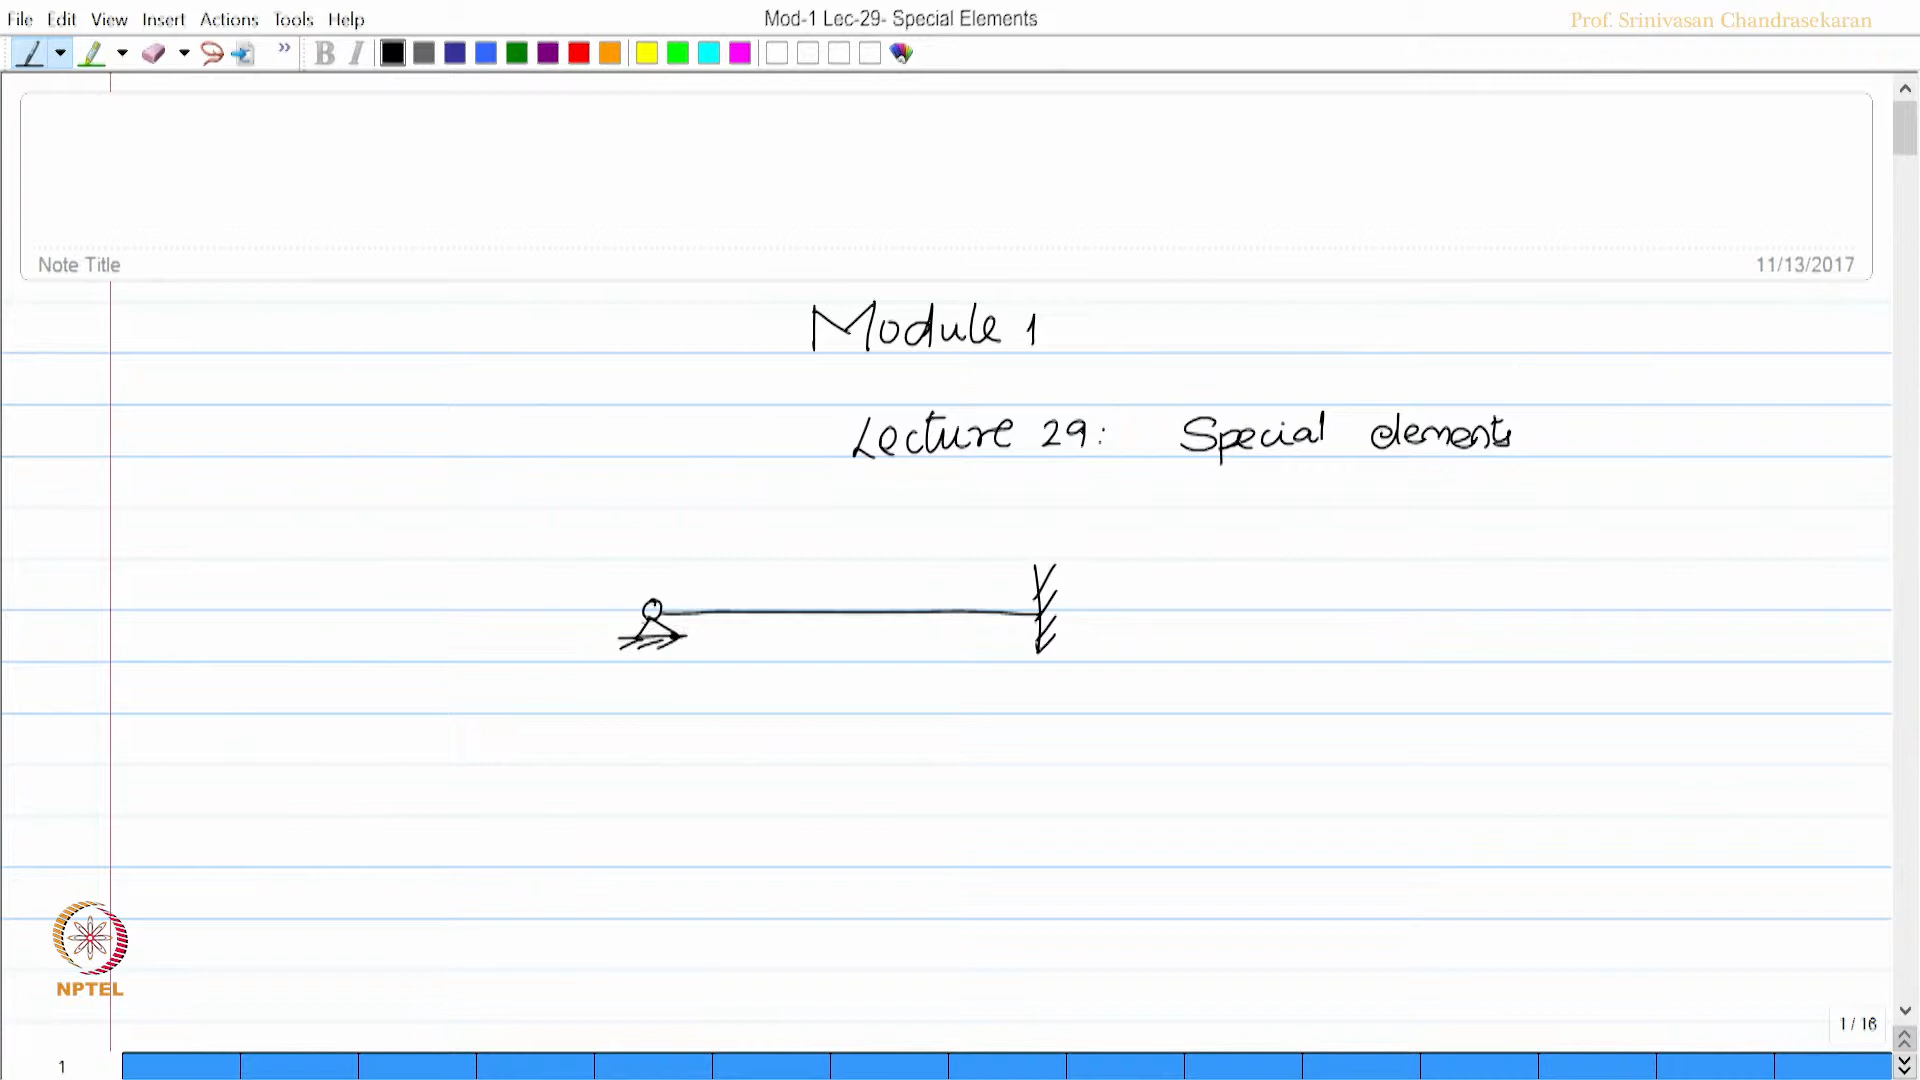 File Edit View Insert Actions Tools Help
Mod-1 Lec-29- Special Elements
Prof. Srinivasan Chandrasekaran
B I
Note Title
11/13/2017
Module 1
Lecture 29: Special elements
NPTEL
1 / 16
1